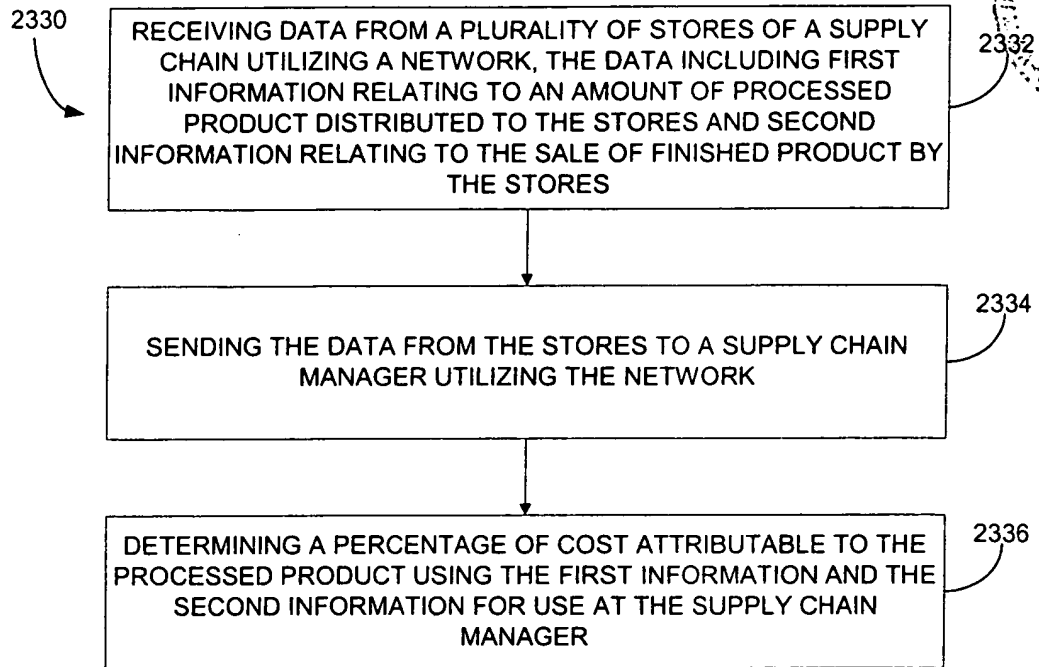 2330
RECEIVING DATA FROM A PLURALITY OF STORES OF A SUPPLY
CHAIN UTILIZING A NETWORK, THE DATA INCLUDING FIRST
INFORMATION RELATING TO AN AMOUNT OF PROCESSED
PRODUCT DISTRIBUTED TO THE STORES AND SECOND
INFORMATION RELATING TO THE SALE OF FINISHED PRODUCT BY
THE STORES
2332
SENDING THE DATA FROM THE STORES TO A SUPPLY CHAIN
MANAGER UTILIZING THE NETWORK
2334
DETERMINING A PERCENTAGE OF COST ATTRIBUTABLE TO THE
PROCESSED PRODUCT USING THE FIRST INFORMATION AND THE
SECOND INFORMATION FOR USE AT THE SUPPLY CHAIN
MANAGER
2336